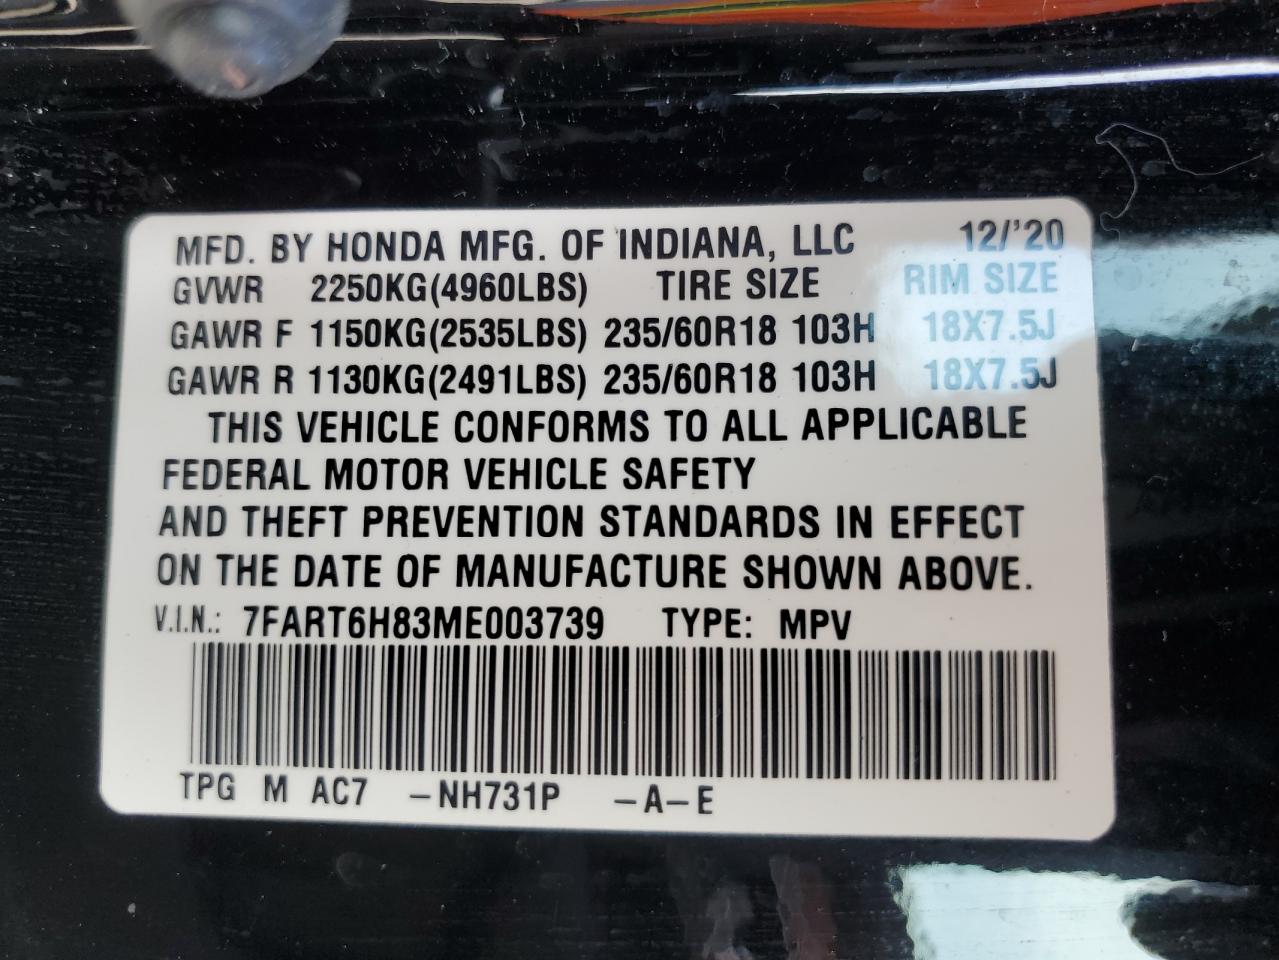 MFD. BY HONDA MFG. OF INDIANA, LLC 12/'20
GVWR 2250KG(4960LBS) TIRE SIZE RIM SIZE
GAWR F 1150KG(2535LBS) 235/60R18 103H 18X7.5J
GAWR R 1130KG(2491LBS) 235/60R18 103H 18X7.5J
THIS VEHICLE CONFORMS TO ALL APPLICABLE
FEDERAL MOTOR VEHICLE SAFETY
AND THEFT PREVENTION STANDARDS IN EFFECT
ON THE DATE OF MANUFACTURE SHOWN ABOVE.
V.I.N.: 7FART6H83ME003739 TYPE: MPV
TPG M AC7 -NH731P -A-E